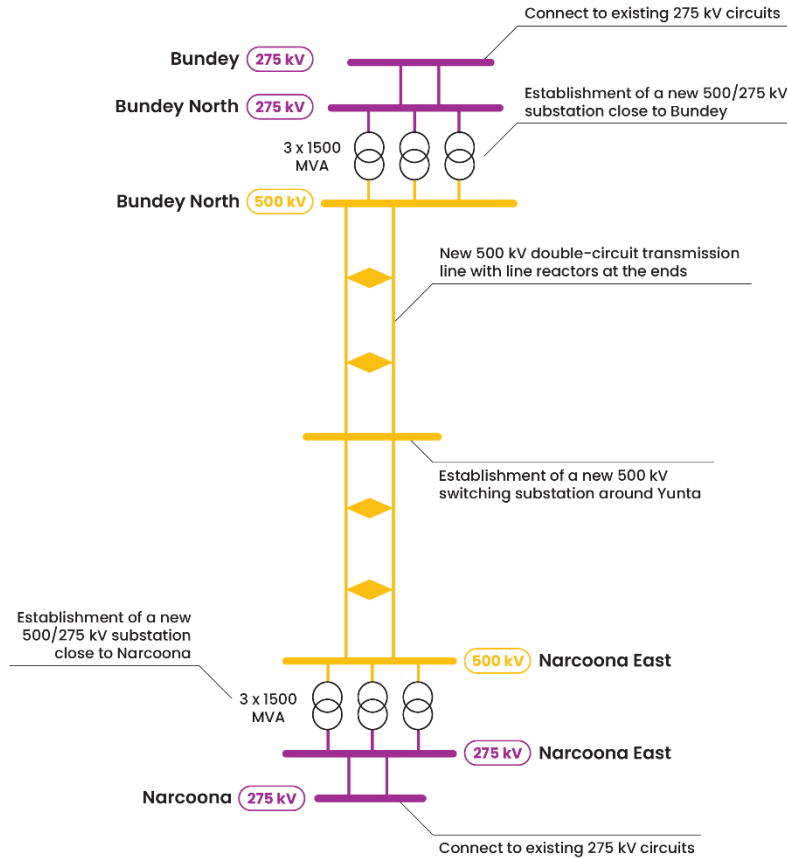 Connect to existing 275 kV circuits
Bundey 275 kV
Establishment of a new 500/275 kV
substation close to Bundey
Bundey North 275 kV
3 x 1500
MVA
Bundey North 500 kV
New 500 kV double-circuit transmission
line with line reactors at the ends
Establishment of a new 500 kV
switching substation around Yunta
Establishment of a new
500/275 kV substation
close to Narcoona
500 kV Narcoona East
3 x 1500
MVA
275 kV Narcoona East
Narcoona 275 kV
Connect to existing 275 kV circuits